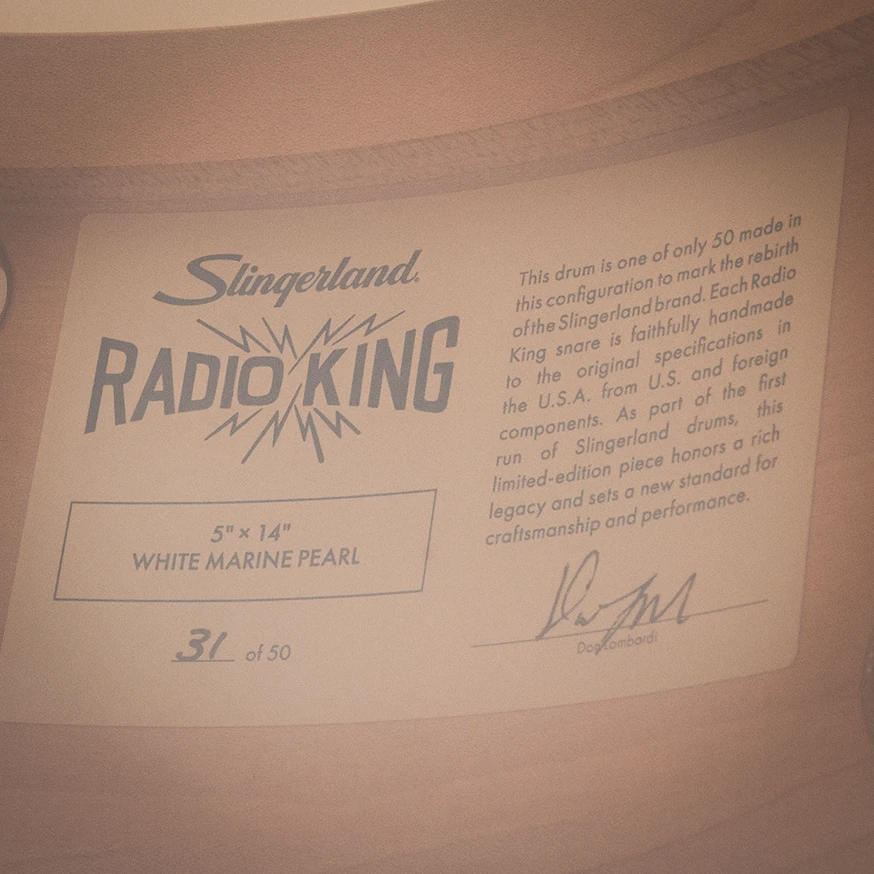 Slingerland
RADIO KING
5" × 14"
WHITE MARINE PEARL
31 of 50
This drum is one of only 50 made in
this configuration to mark the rebirth
of the Slingerland brand. Each Radio
King snare is faithfully handmade
to the original specifications in
the U.S.A. from U.S. and foreign
components. As part of the first
run of Slingerland drums, this
limited-edition piece honors a rich
legacy and sets a new standard for
craftsmanship and performance.
Don Lombardi